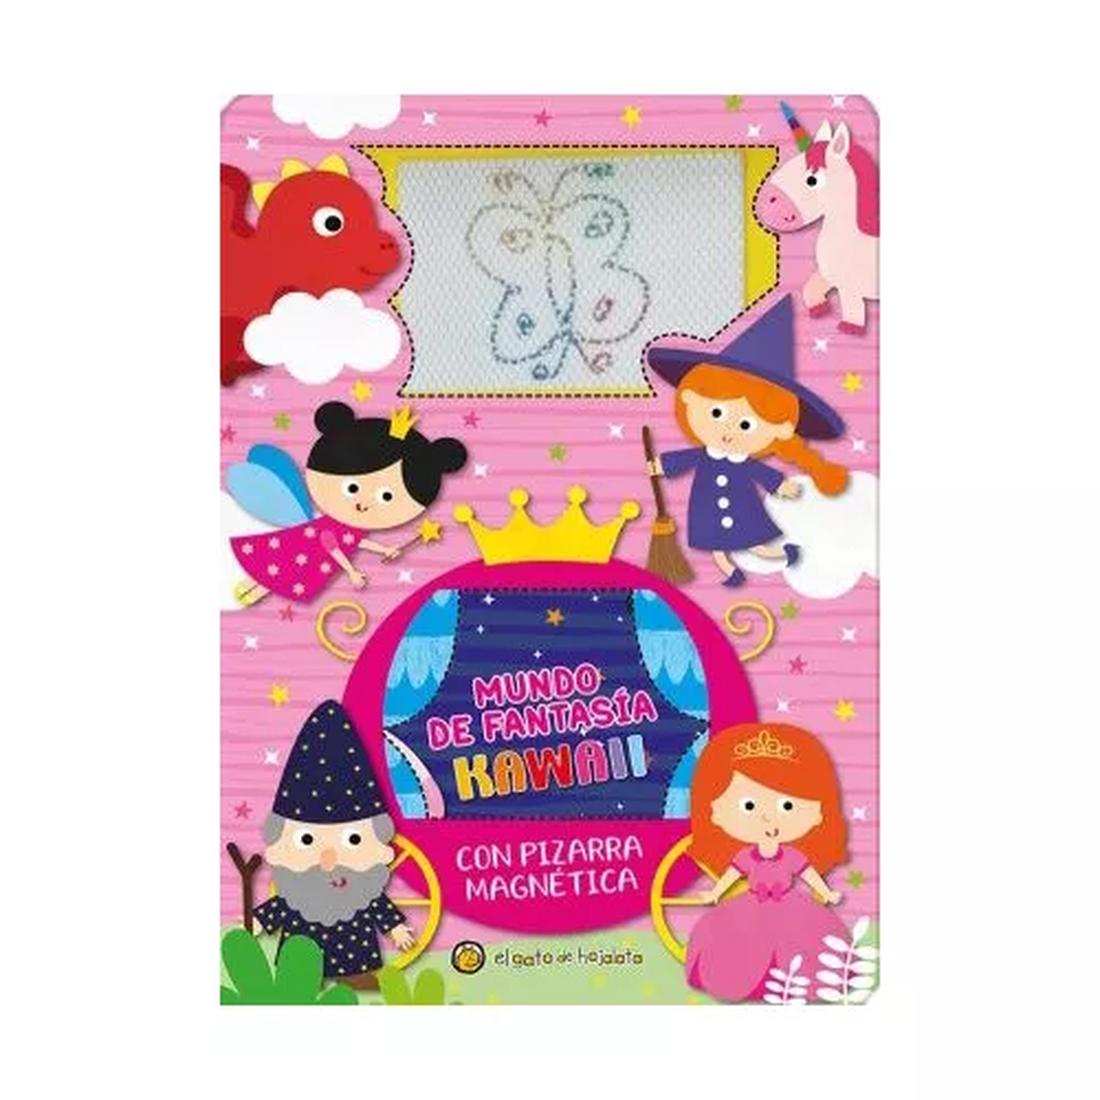 MUNDO
DE FANTASÍA
KAWAII
CON PIZARRA
MAGNÉTICA
el gato de hojalata